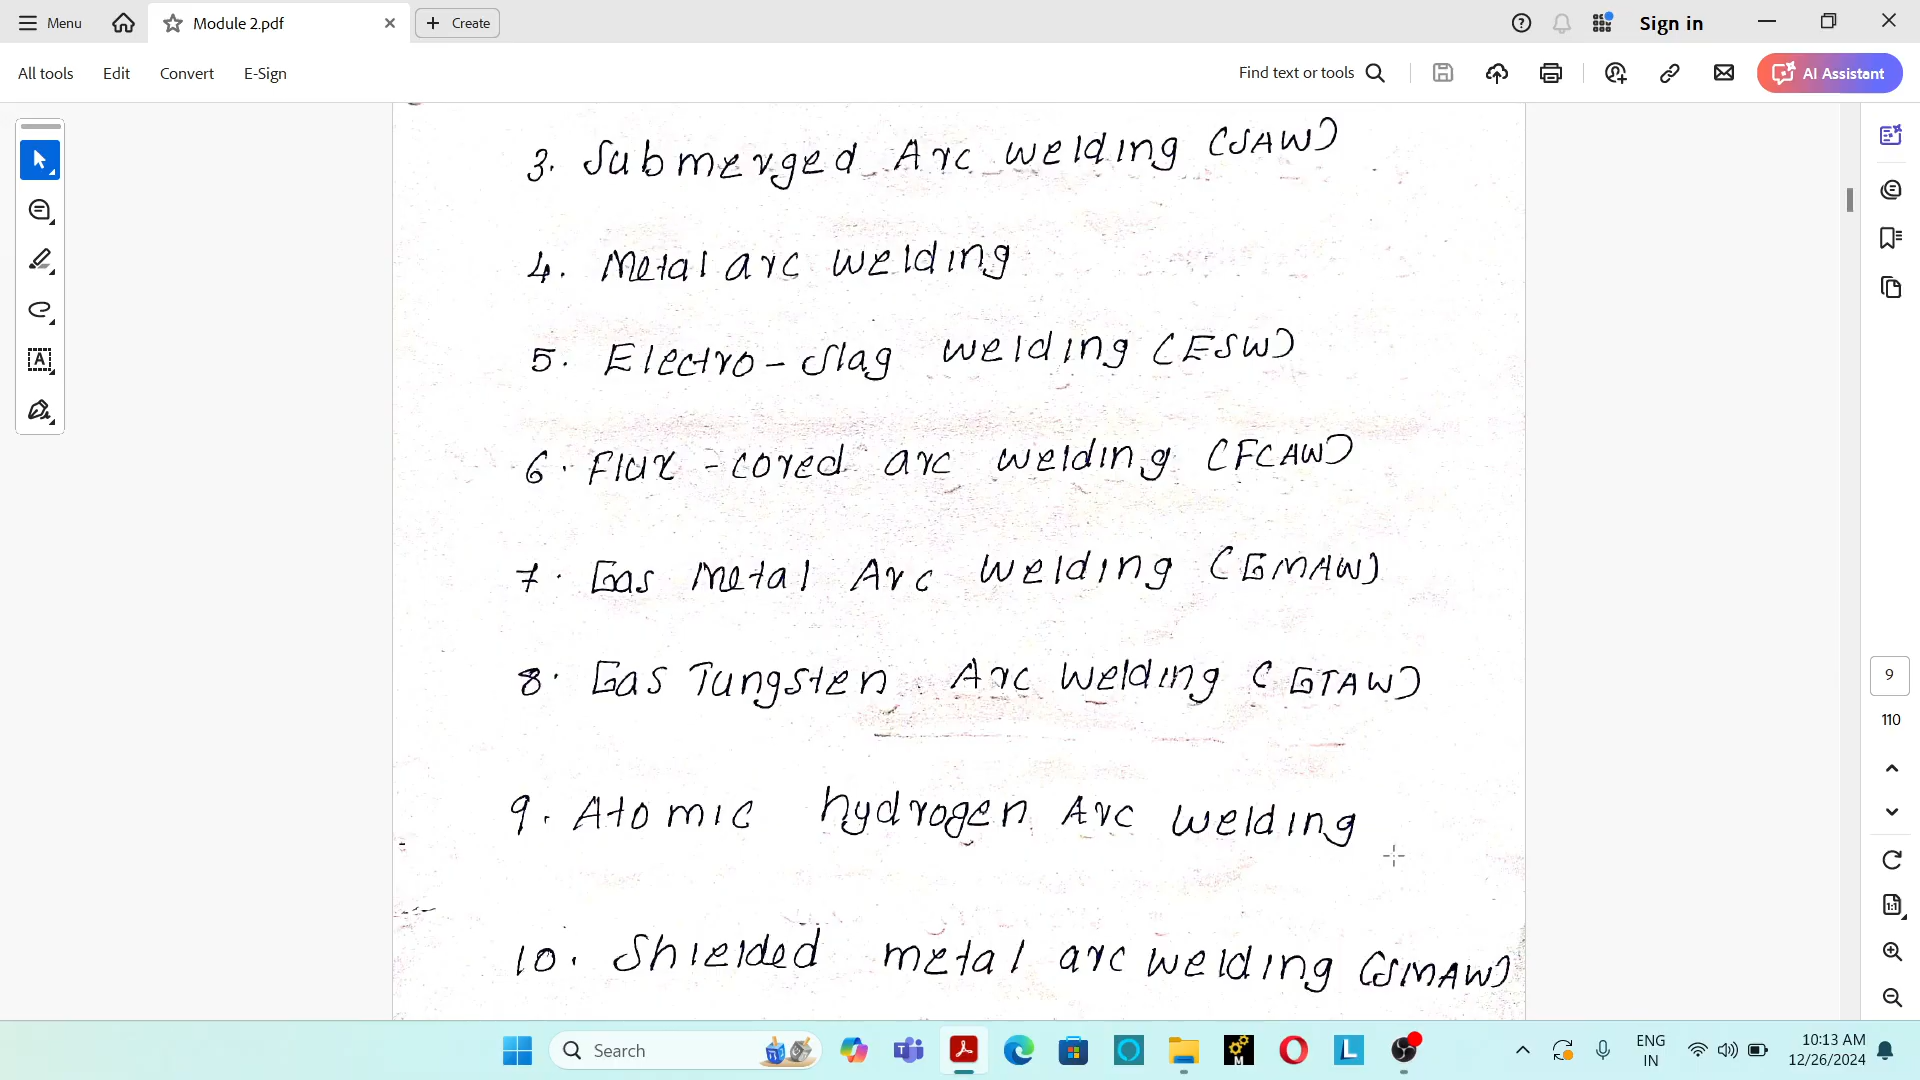 Menu
Module 2.pdf
Create
Sign in
All tools
Edit
Convert
E-Sign
Find text or tools
AI Assistant
3. Submerged Arc welding (SAW)
4. Metal arc welding
5. Electro-Slag welding (ESW)
6. Flux-cored arc welding (FCAW)
7. Gas Metal Arc Welding (GMAW)
8. Gas Tungsten Arc Welding (GTAW)
9. Atomic hydrogen Arc welding
10. Shielded metal arc welding (SMAW)
9
110
Search
ENG
IN
10:13 AM
12/26/2024